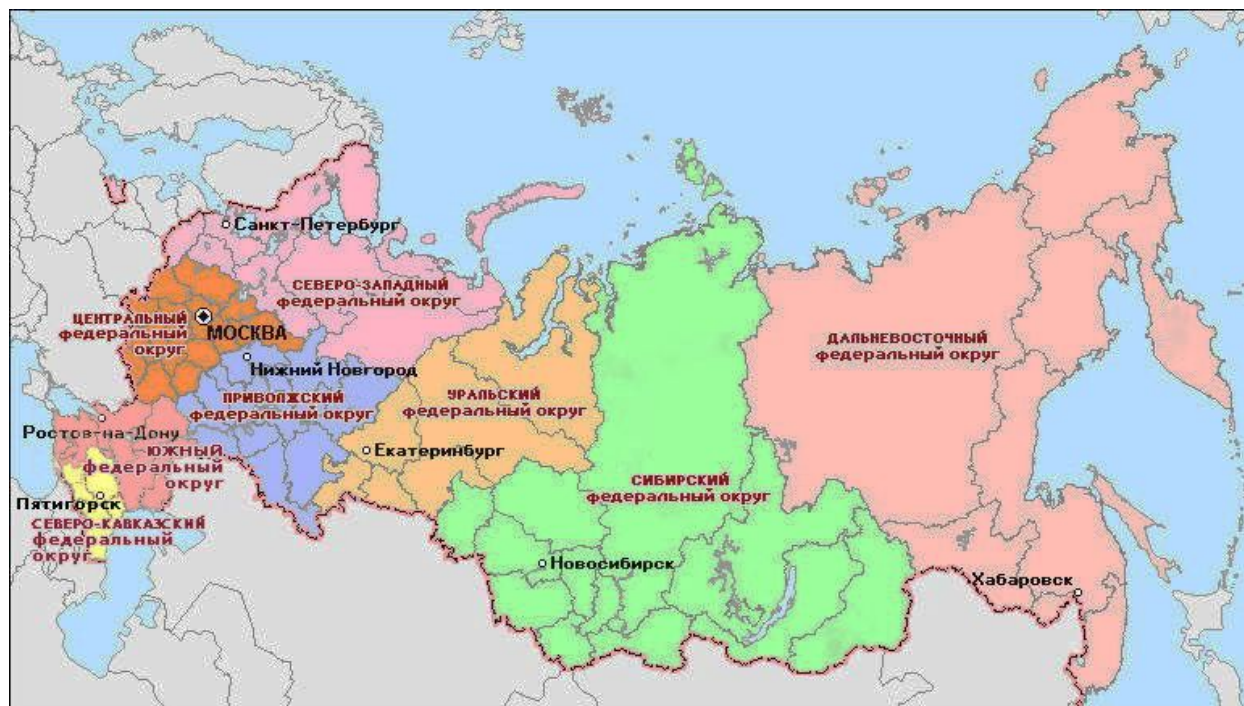 Санкт-Петербург
СЕВЕРО-ЗАПАДНЫЙ
федеральный округ
ЦЕНТРАЛЬНЫЙ
федеральный
округ
МОСКВА
Нижний Новгород
ПРИВОЛЖСКИЙ
федеральный округ
УРАЛЬСКИЙ
федеральный округ
ДАЛЬНЕВОСТОЧНЫЙ
федеральный округ
Ростов-на-Дону
ЮЖНЫЙ
федеральный
округ
Екатеринбург
СИБИРСКИЙ
федеральный округ
Пятигорск
СЕВЕРО-КАВКАЗСКИЙ
федеральный
округ
Новосибирск
Хабаровск